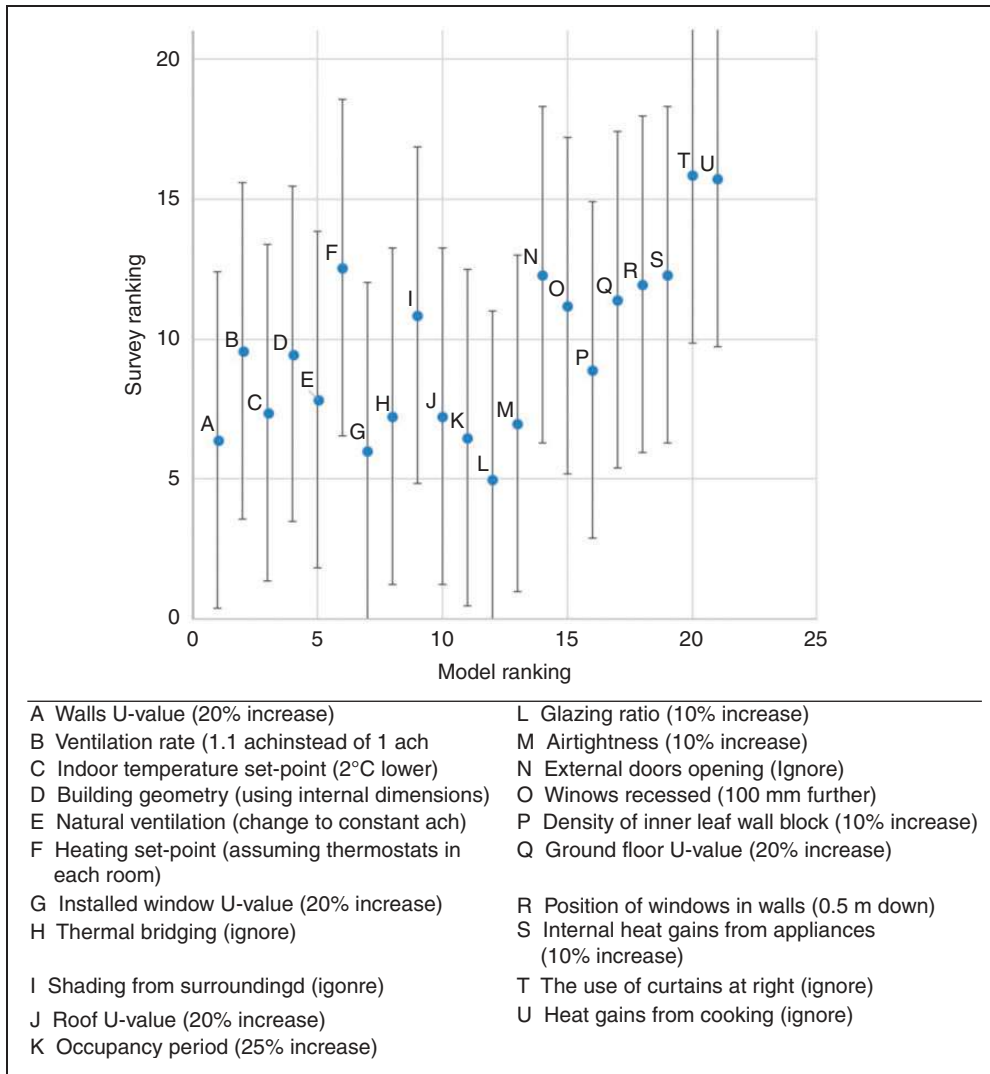 20
15
10
5
0
Survey ranking
A
B
C
D
E
F
G
H
I
J
K
L
M
N
O
P
Q
R
S
T
U
0 5 10 15 20 25
Model ranking
A Walls U-value (20% increase)
B Ventilation rate (1.1 achinstead of 1 ach
C Indoor temperature set-point (2°C lower)
D Building geometry (using internal dimensions)
E Natural ventilation (change to constant ach)
F Heating set-point (assuming thermostats in
each room)
G Installed window U-value (20% increase)
H Thermal bridging (ignore)
I Shading from surroundingd (igonre)
J Roof U-value (20% increase)
K Occupancy period (25% increase)
L Glazing ratio (10% increase)
M Airtightness (10% increase)
N External doors opening (Ignore)
O Winows recessed (100 mm further)
P Density of inner leaf wall block (10% increase)
Q Ground floor U-value (20% increase)
R Position of windows in walls (0.5 m down)
S Internal heat gains from appliances
(10% increase)
T The use of curtains at right (ignore)
U Heat gains from cooking (ignore)